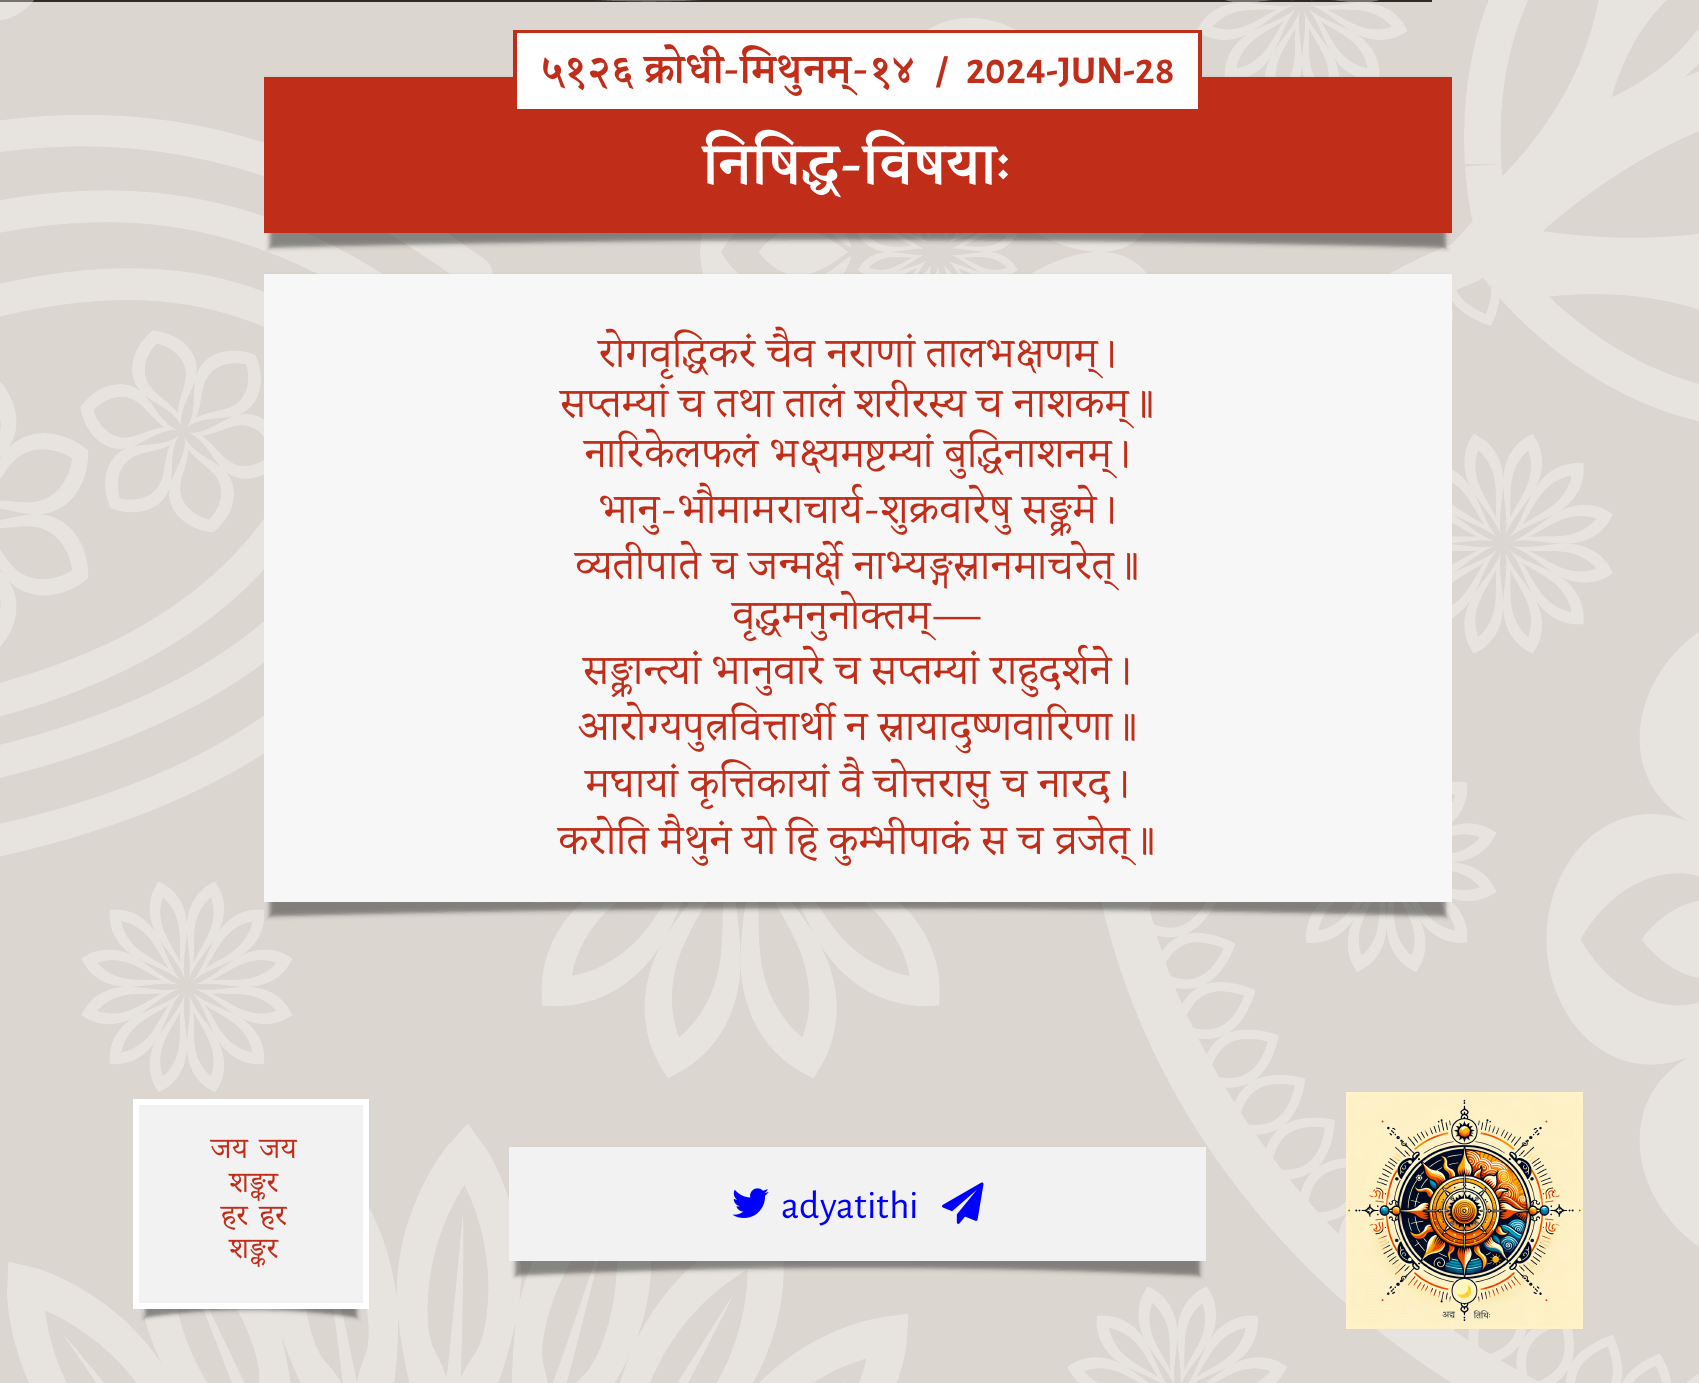 ५१२६ क्रोधी-मिथुनम्-१४ / 2024-JUN-28
निषिद्ध-विषयाः
रोगवृद्धिकरं चैव नराणां तालभक्षणम्।
सप्तम्यां च तथा तालं शरीरस्य च नाशकम्॥
नारिकेलफलं भक्ष्यमष्टम्यां बुद्धिनाशनम्।
भानु-भौमामराचार्य-शुक्रवारेषु सङ्क्रमे।
व्यतीपाते च जन्मर्क्षे नाभ्यङ्गस्नानमाचरेत्॥
वृद्धमनुनोक्तम्—
सङ्क्रान्त्यां भानुवारे च सप्तम्यां राहुदर्शने।
आरोग्यपुत्रवित्तार्थी न स्नायादुष्णवारिणा॥
मघायां कृत्तिकायां वै चोत्तरासु च नारद।
करोति मैथुनं यो हि कुम्भीपाकं स च व्रजेत्॥
जय जय
शङ्कर
हर हर
शङ्कर
adyatithi
अद्य तिथिः